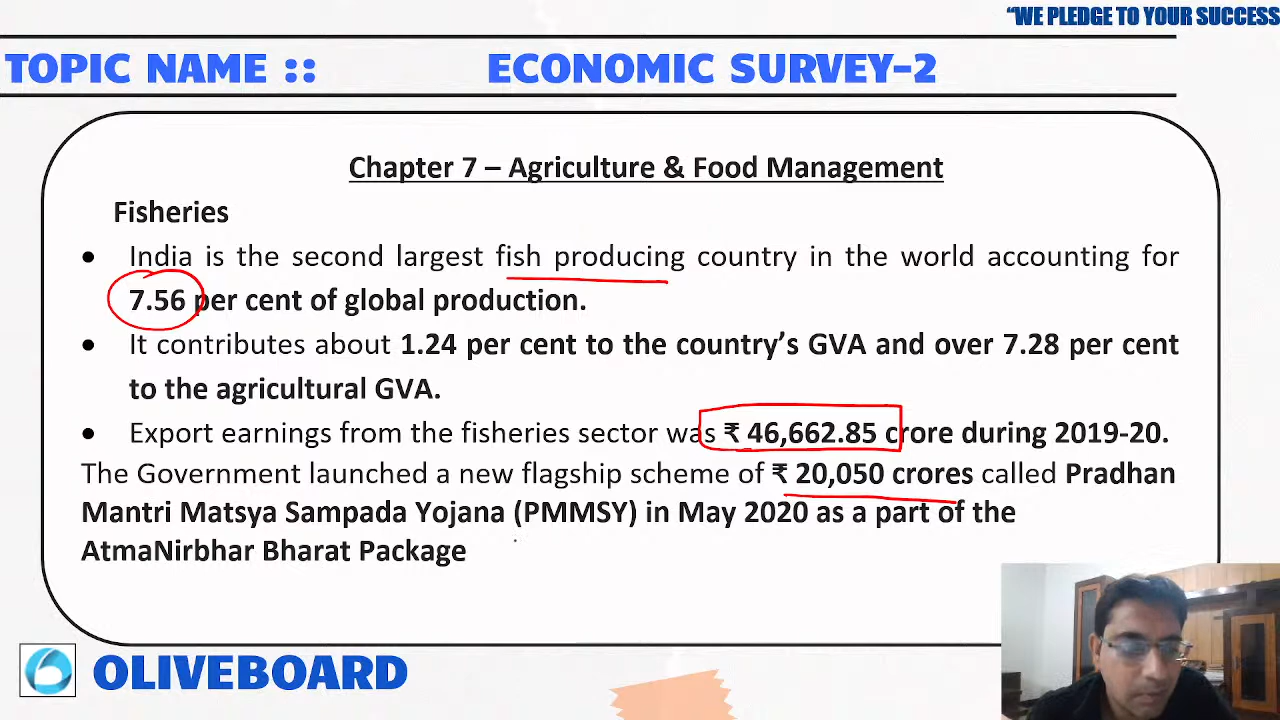 “WE PLEDGE TO YOUR SUCCESS
TOPIC NAME :: ECONOMIC SURVEY-2
Chapter 7 – Agriculture & Food Management
Fisheries
● India is the second largest fish producing country in the world accounting for
7.56 per cent of global production.
● It contributes about 1.24 per cent to the country’s GVA and over 7.28 per cent
to the agricultural GVA.
● Export earnings from the fisheries sector was ₹ 46,662.85 crore during 2019-20.
The Government launched a new flagship scheme of ₹ 20,050 crores called Pradhan
Mantri Matsya Sampada Yojana (PMMSY) in May 2020 as a part of the
AtmaNirbhar Bharat Package
OLIVEBOARD